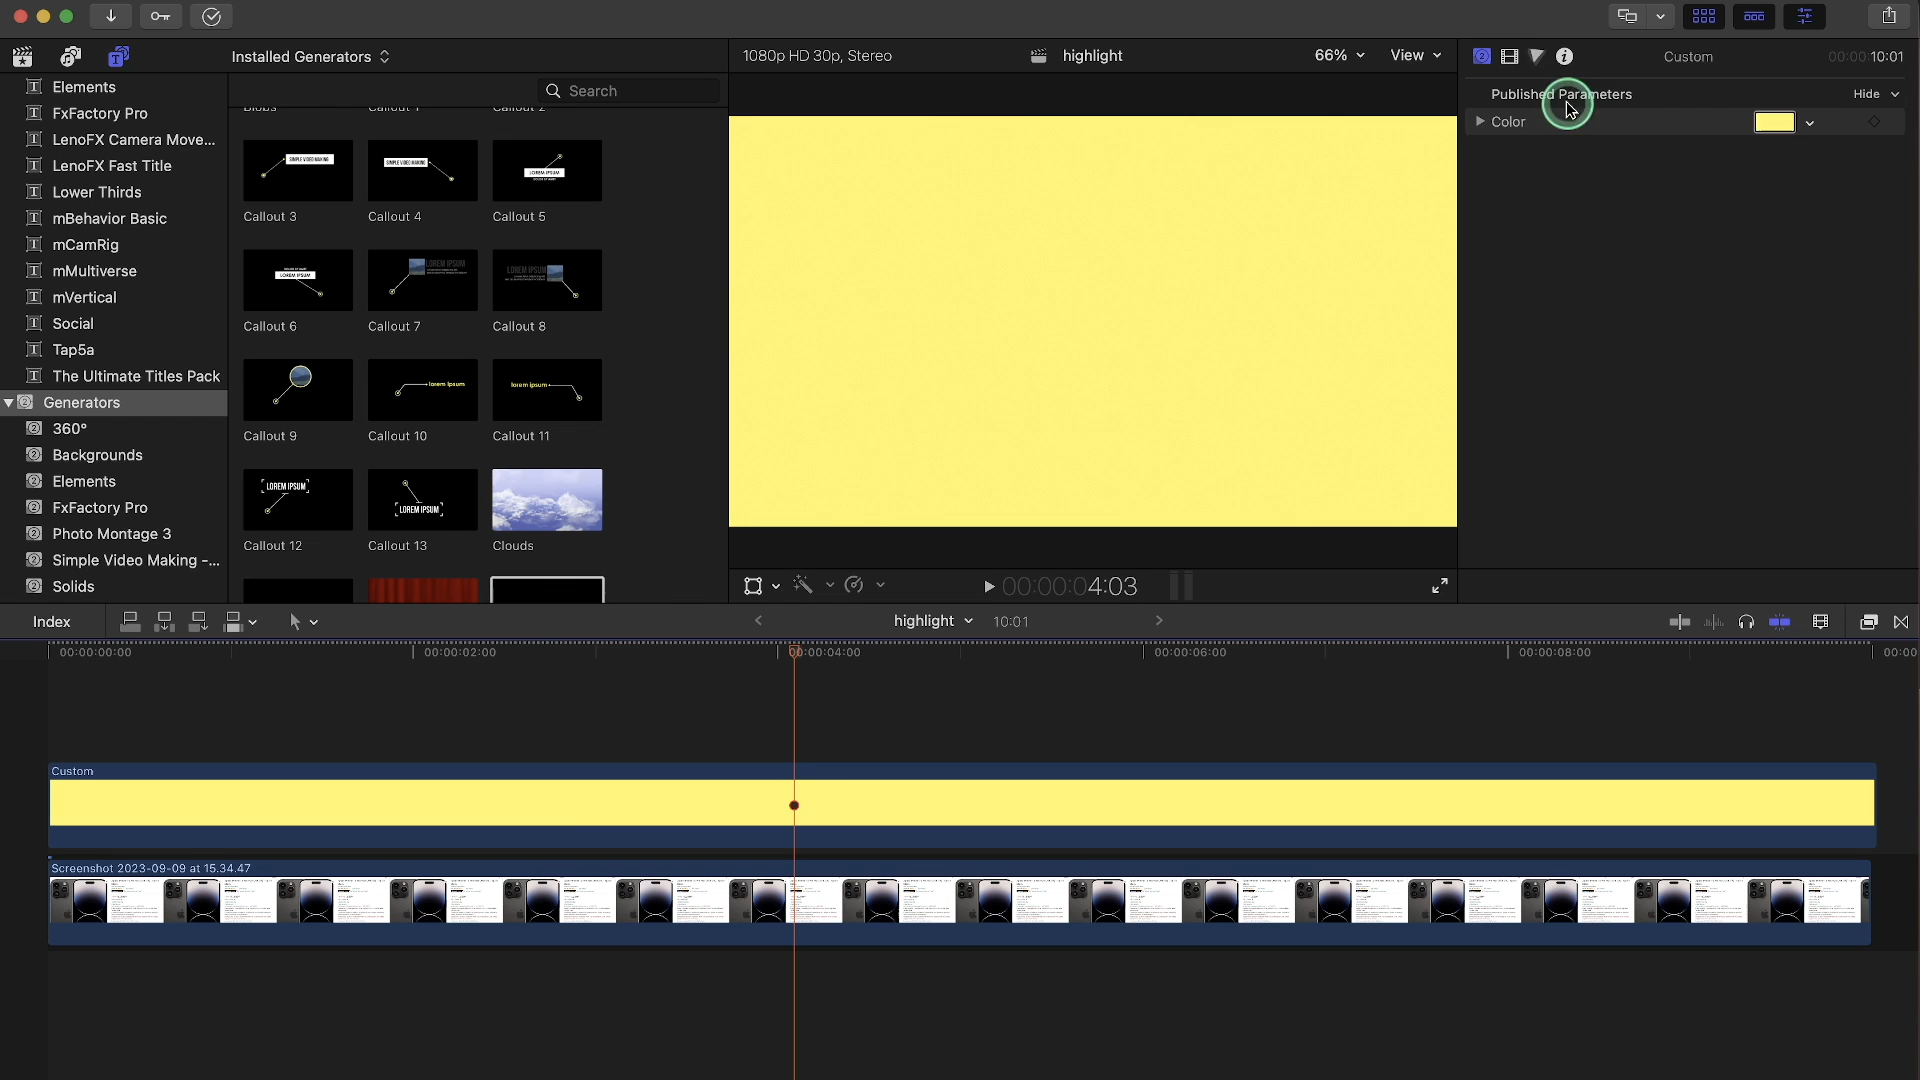 Installed Generators
1080p HD 30p, Stereo
highlight
66%
View
Custom
00:00:10:01
Elements
FxFactory Pro
LenoFX Camera Move...
LenoFX Fast Title
Lower Thirds
mBehavior Basic
mCamRig
mMultiverse
mVertical
Social
Tap5a
The Ultimate Titles Pack
Generators
360°
Backgrounds
Elements
FxFactory Pro
Photo Montage 3
Simple Video Making -...
Solids
Search
Blobs
Callout 1
Callout 2
SIMPLE VIDEO MAKING
SIMPLE VIDEO MAKING
LOREM IPSUM
Callout 3
Callout 4
Callout 5
LOREM IPSUM
LOREM IPSUM
LOREM IPSUM
Callout 6
Callout 7
Callout 8
lorem ipsum
lorem ipsum
Callout 9
Callout 10
Callout 11
LOREM IPSUM
LOREM IPSUM
Callout 12
Callout 13
Clouds
Published Parameters
Hide
Color
00:00:04:03
Index
highlight
10:01
00:00:00:00
00:00:02:00
00:00:04:00
00:00:06:00
00:00:08:00
00:00
Custom
Screenshot 2023-09-09 at 15.34.47